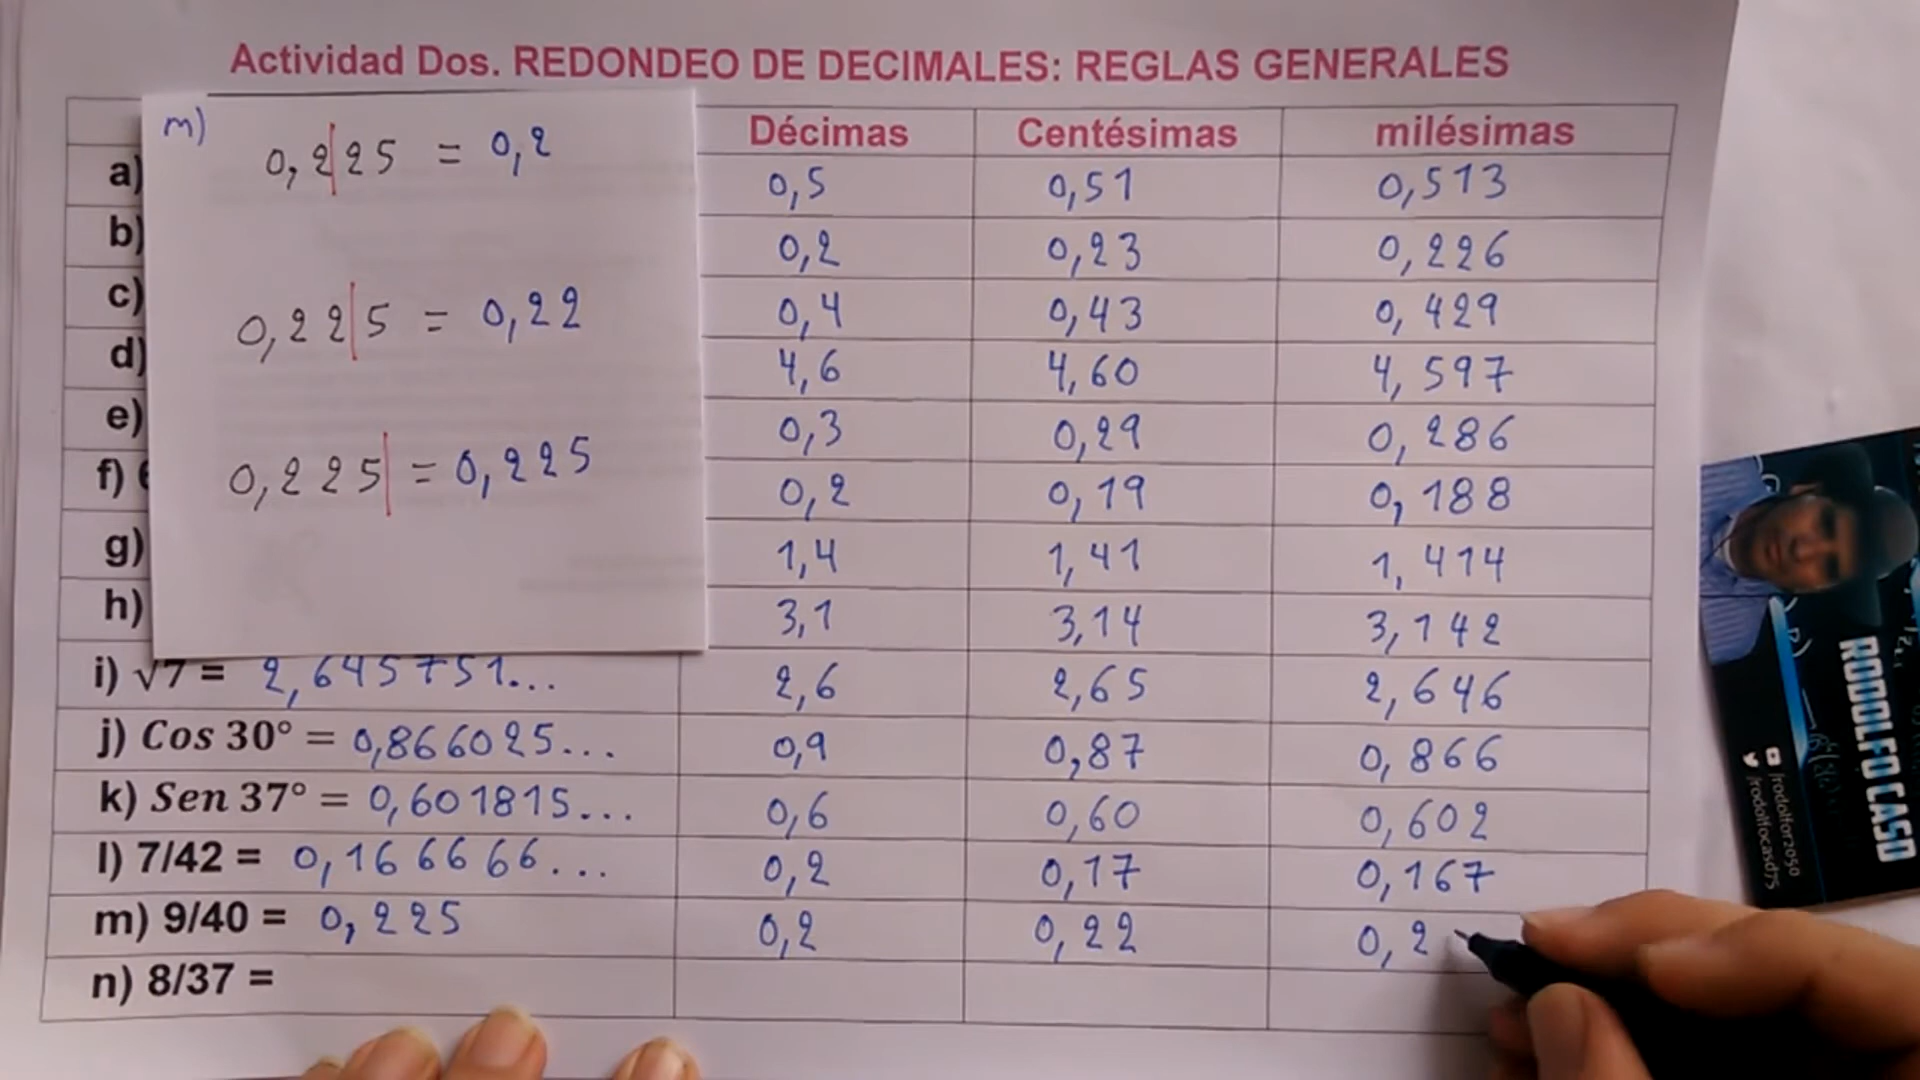 Actividad Dos. REDONDEO DE DECIMALES: REGLAS GENERALES
m)
0,225 = 0,2
0,225 = 0,22
0,225 = 0,225
Décimas Centésimas milésimas
a) 0,5 0,51 0,513
b) 0,2 0,23 0,226
c) 0,4 0,43 0,429
d) 4,6 4,60 4,597
e) 0,3 0,29 0,286
f) 0,2 0,19 0,188
g) 1,4 1,41 1,414
h) 3,1 3,14 3,142
i) √7 = 2,645751... 2,6 2,65 2,646
j) Cos 30° = 0,866025... 0,9 0,87 0,866
k) Sen 37° = 0,601815... 0,6 0,60 0,602
l) 7/42 = 0,166666... 0,2 0,17 0,167
m) 9/40 = 0,225 0,2 0,22 0,2
n) 8/37 =
RODOLFO CASO
/rodolforzoso
/rodolfocasd75